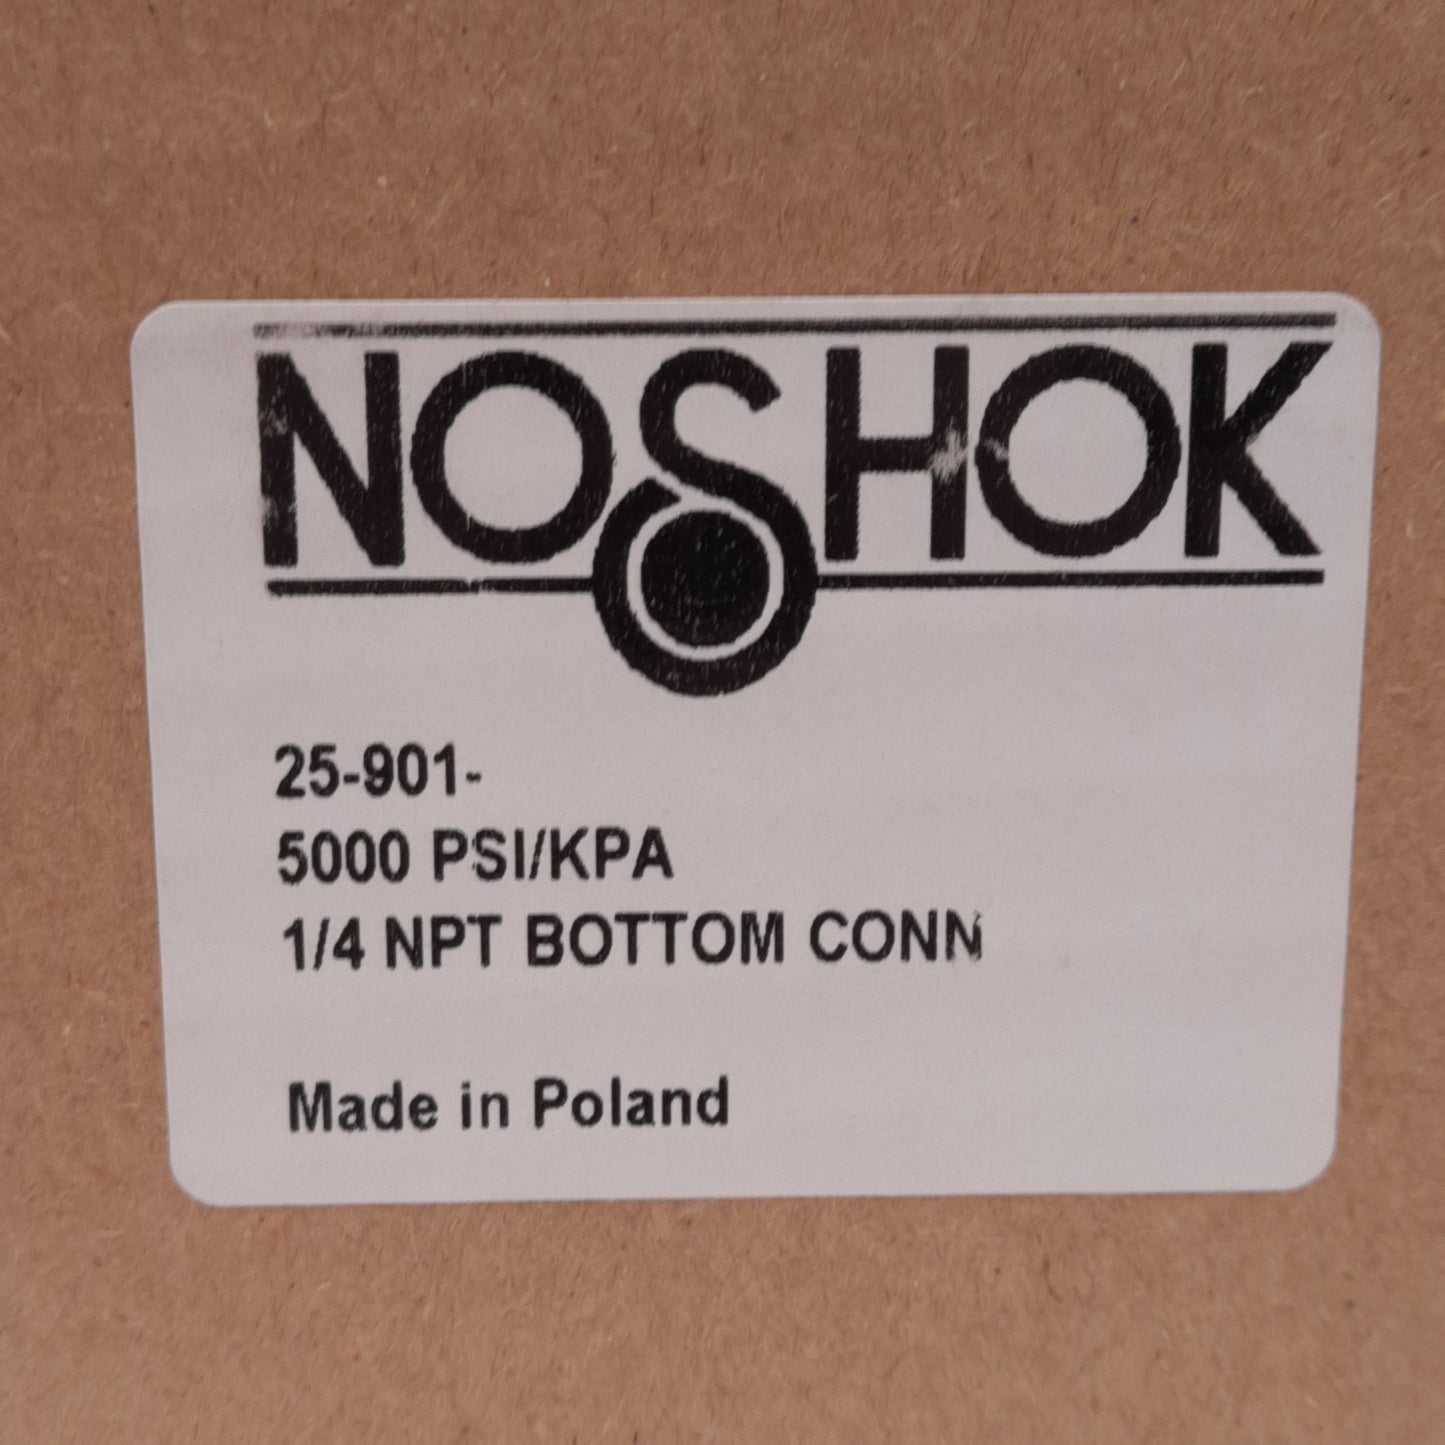 NOSHOK
25-901-
5000 PSI/KPA
1/4 NPT BOTTOM CONN
Made in Poland